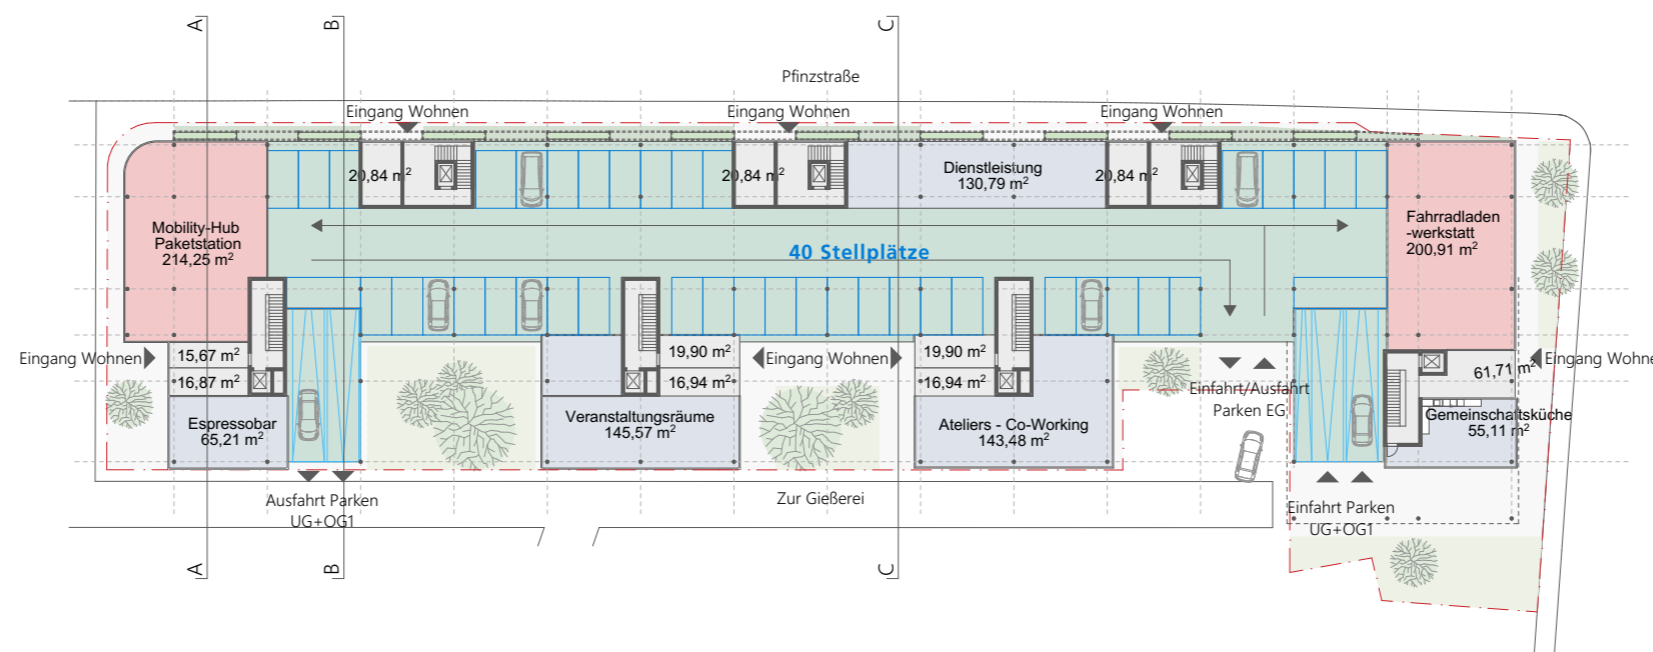 A
B
C
Pfinzstraße
Eingang Wohnen
Eingang Wohnen
Eingang Wohnen
20,84 m²
20,84 m²
Dienstleistung
130,79 m²
20,84 m²
Mobility-Hub
Paketstation
214,25 m²
40 Stellplätze
Fahrradladen
-werkstatt
200,91 m²
Eingang Wohnen
15,67 m²
16,87 m²
19,90 m²
16,94 m²
Eingang Wohnen
19,90 m²
16,94 m²
Einfahrt/Ausfahrt
Parken EG
61,71 m²
Eingang Wohne
Espressobar
65,21 m²
Veranstaltungsräume
145,57 m²
Ateliers - Co-Working
143,48 m²
Gemeinschaftsküche
55,11 m²
Ausfahrt Parken
UG+OG1
Zur Gießerei
Einfahrt Parken
UG+OG1
A
B
C